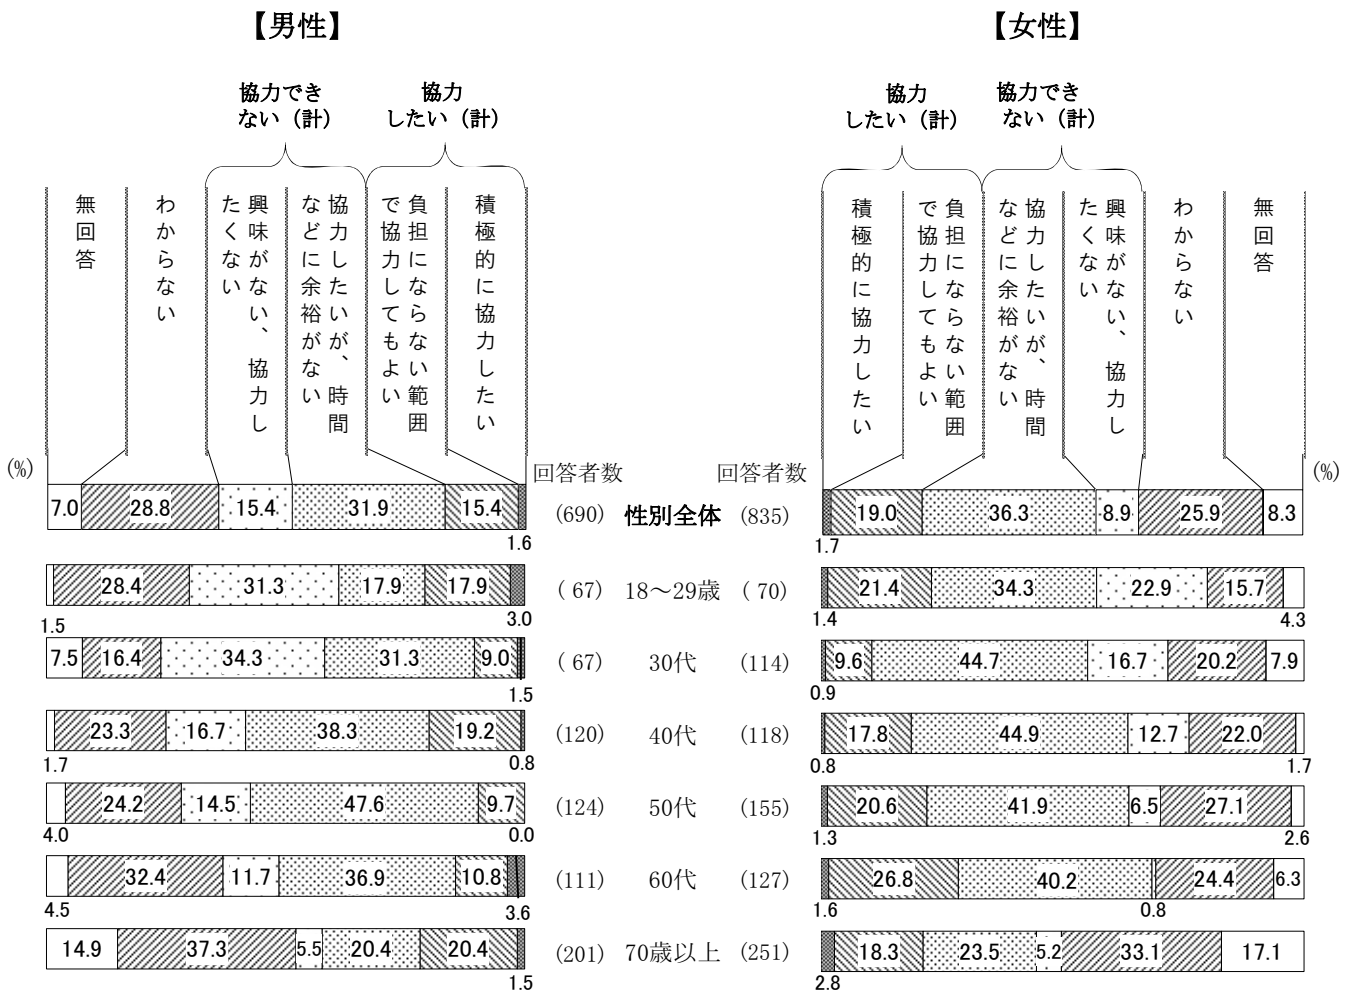 【男性】
【女性】
協力でき
ない（計）
協力
したい（計）
協力
したい（計）
協力でき
ない（計）
無回答
わからない
興味がない、協力し
たくない
協力したいが、時間
などに余裕がない
負担にならない範囲
で協力してもよい
積極的に協力したい
積極的に協力したい
負担にならない範囲
で協力してもよい
協力したいが、時間
などに余裕がない
興味がない、協力し
たくない
わからない
無回答
(%) 回答者数 回答者数 (%)
7.0 28.8 15.4 31.9 15.4 (690) 性別全体 (835) 19.0 36.3 8.9 25.9 8.3
1.6 1.7
28.4 31.3 17.9 17.9 ( 67) 18～29歳 ( 70) 21.4 34.3 22.9 15.7
1.5 3.0 1.4 4.3
7.5 16.4 34.3 31.3 9.0 ( 67) 30代 (114) 9.6 44.7 16.7 20.2 7.9
1.5 0.9
23.3 16.7 38.3 19.2 (120) 40代 (118) 17.8 44.9 12.7 22.0
1.7 0.8 0.8 1.7
24.2 14.5 47.6 9.7 (124) 50代 (155) 20.6 41.9 6.5 27.1
4.0 0.0 1.3 2.6
32.4 11.7 36.9 10.8 (111) 60代 (127) 26.8 40.2 24.4 6.3
4.5 3.6 1.6 0.8
14.9 37.3 5.5 20.4 20.4 (201) 70歳以上 (251) 18.3 23.5 5.2 33.1 17.1
1.5 2.8